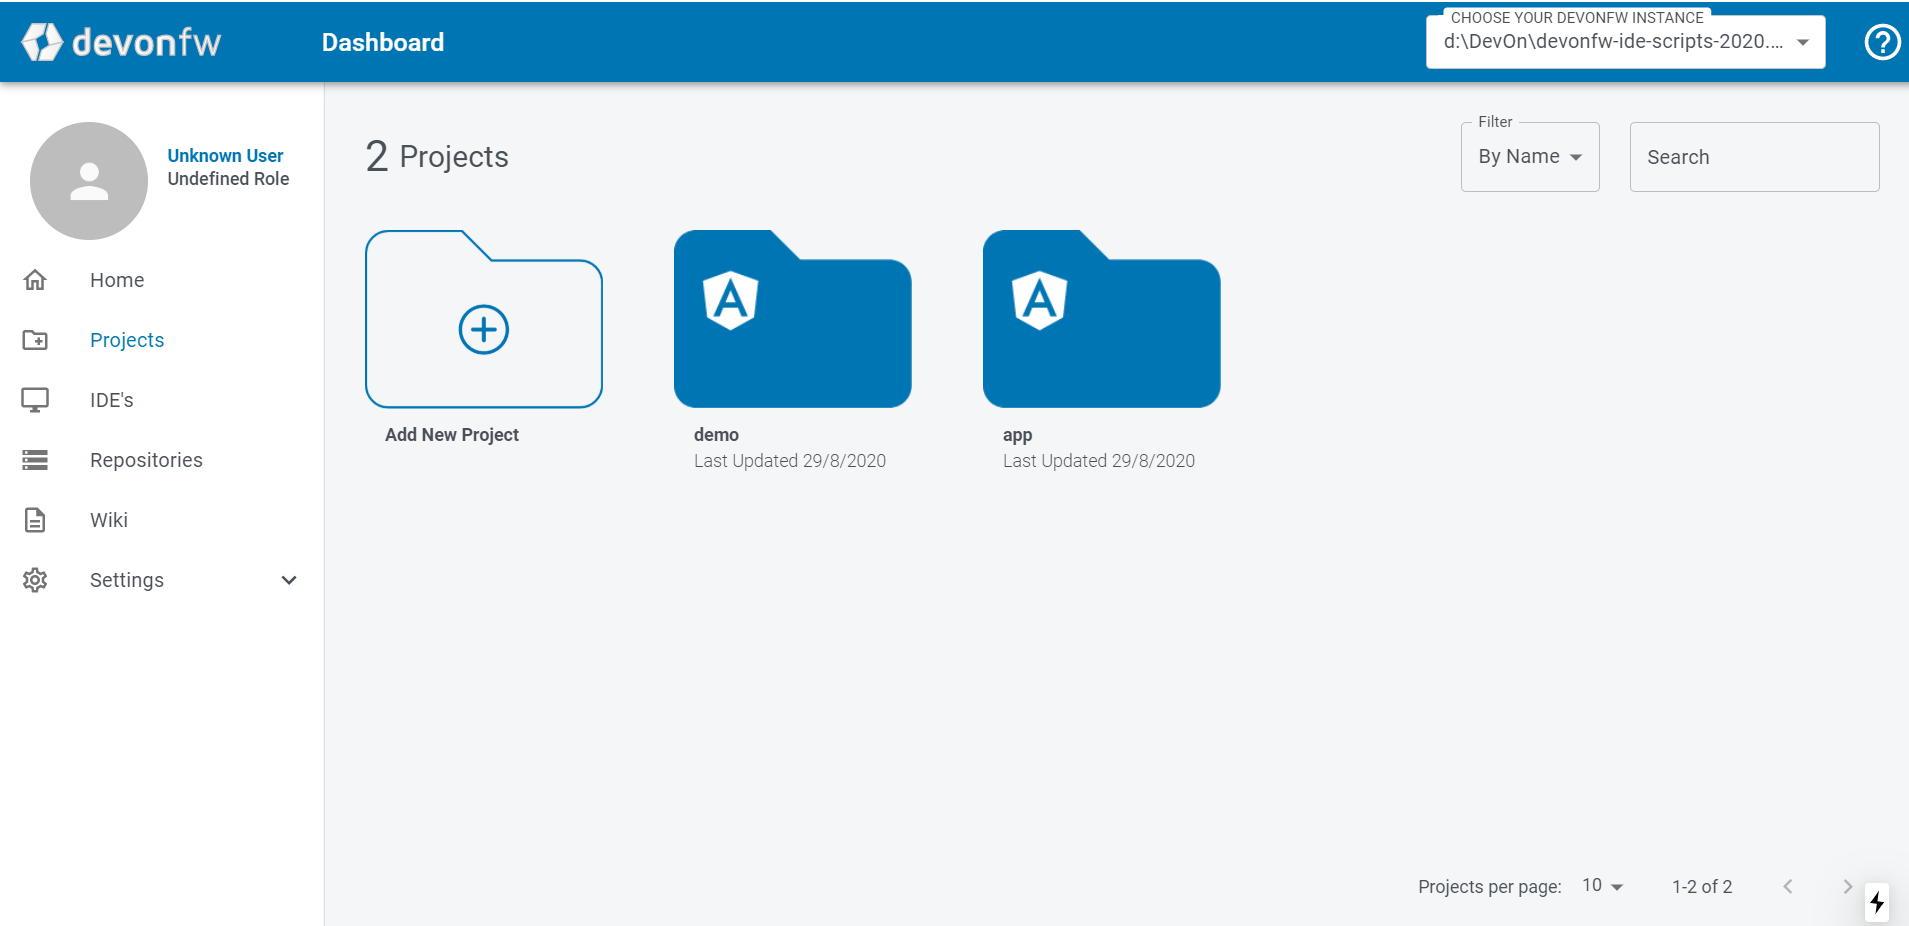 devonfw
Dashboard
CHOOSE YOUR DEVONFW INSTANCE
d:\DevOn\devonfw-ide-scripts-2020....
Unknown User
Undefined Role
Home
Projects
IDE's
Repositories
Wiki
Settings
2 Projects
Filter
By Name
Search
Add New Project
demo
Last Updated 29/8/2020
app
Last Updated 29/8/2020
Projects per page:
10
1-2 of 2